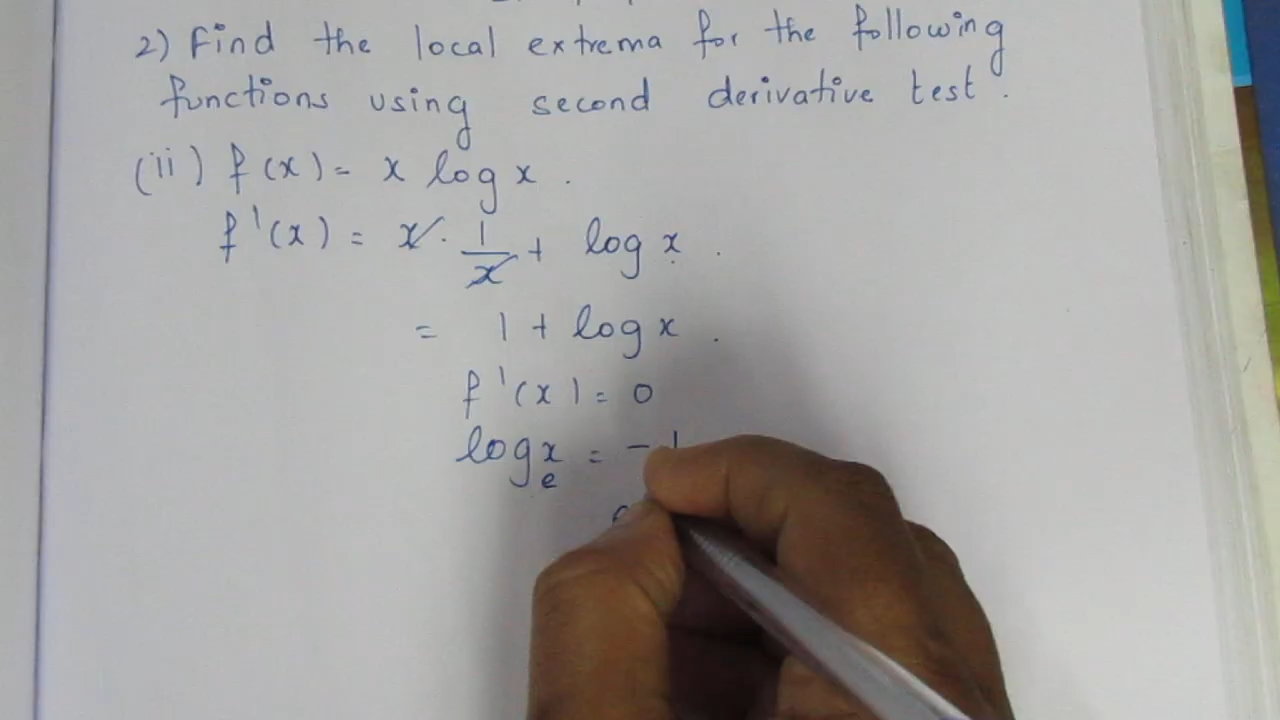 2) Find the local extrema for the following
functions using second derivative test.
(ii) f(x) = x log x.
f'(x) = x · 1/x + log x.
= 1 + log x.
f'(x) = 0
log x e = -1